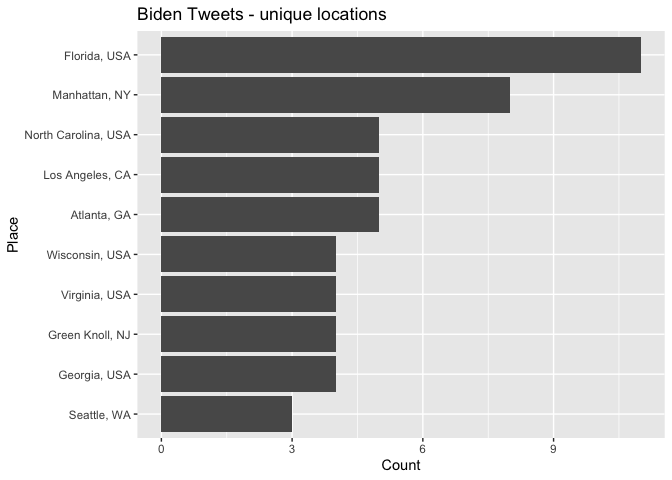 Biden Tweets - unique locations
Florida, USA
Manhattan, NY
North Carolina, USA
Los Angeles, CA
Atlanta, GA
Wisconsin, USA
Virginia, USA
Green Knoll, NJ
Georgia, USA
Seattle, WA
Place
0 3 6 9
Count